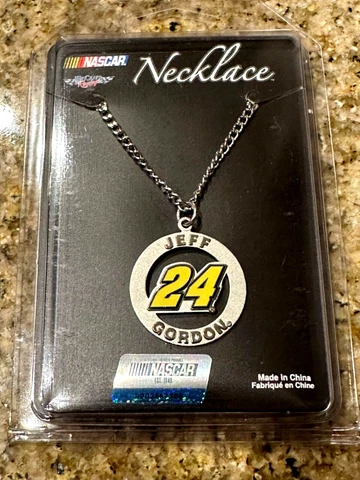 NASCAR
Necklace
JEFF
24
GORDON
NASCAR
Made in China
Fabriqué en Chine